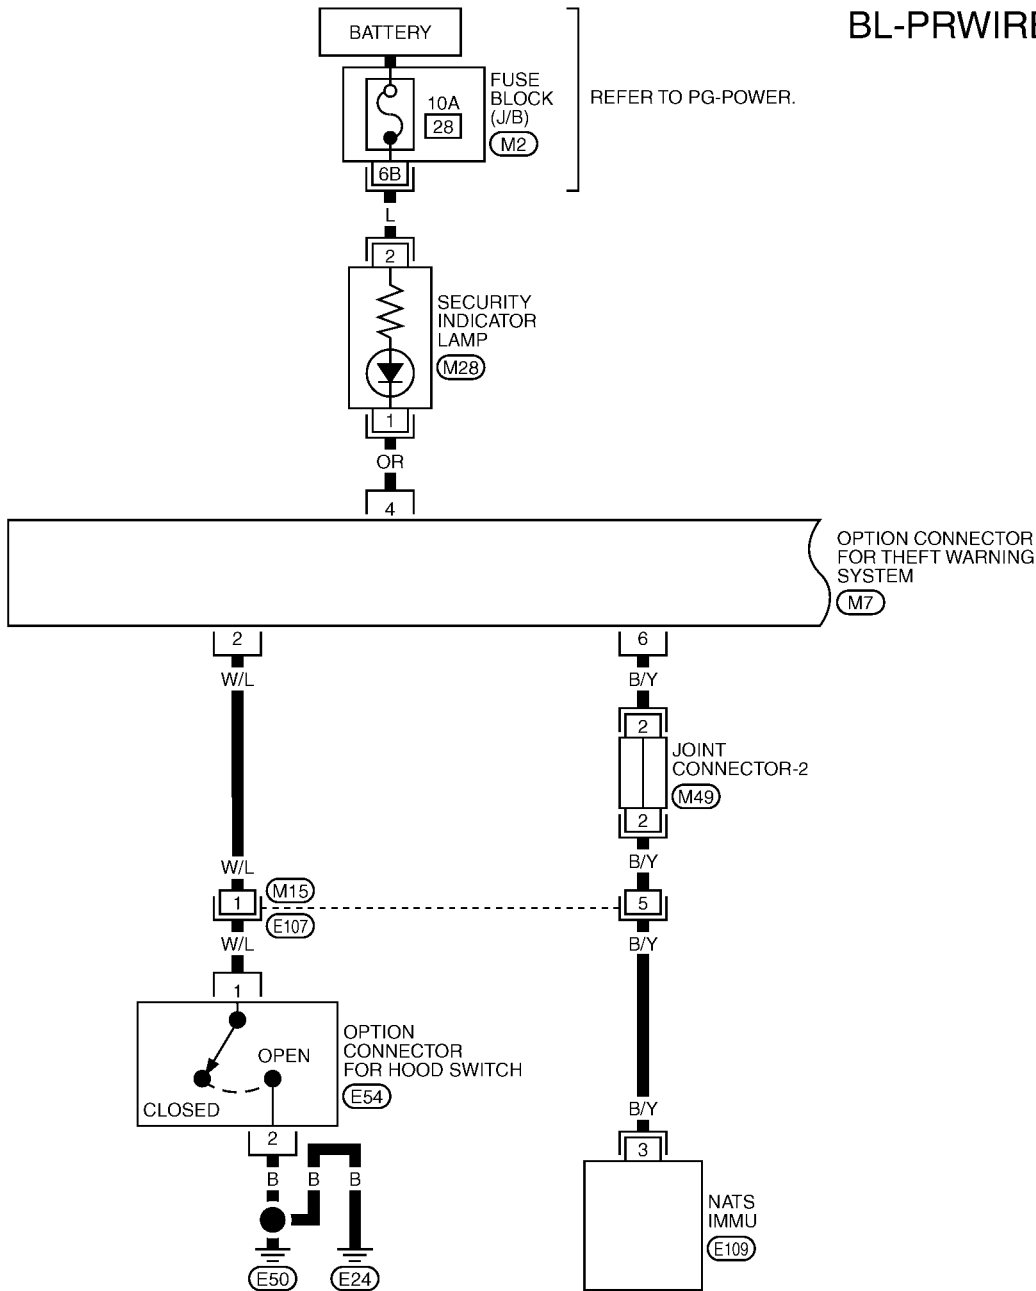 BL-PRWIRE
BATTERY
FUSE
BLOCK
(J/B)
M2
10A
28
REFER TO PG-POWER.
6B
L
2
SECURITY
INDICATOR
LAMP
M28
1
OR
4
OPTION CONNECTOR
FOR THEFT WARNING
SYSTEM
M7
2
6
W/L
B/Y
2
JOINT
CONNECTOR-2
M49
2
W/L
B/Y
1
M15
E107
5
W/L
B/Y
1
OPTION
CONNECTOR
FOR HOOD SWITCH
E54
OPEN
CLOSED
B/Y
2
3
B
B
B
NATS
IMMU
E109
E50
E24